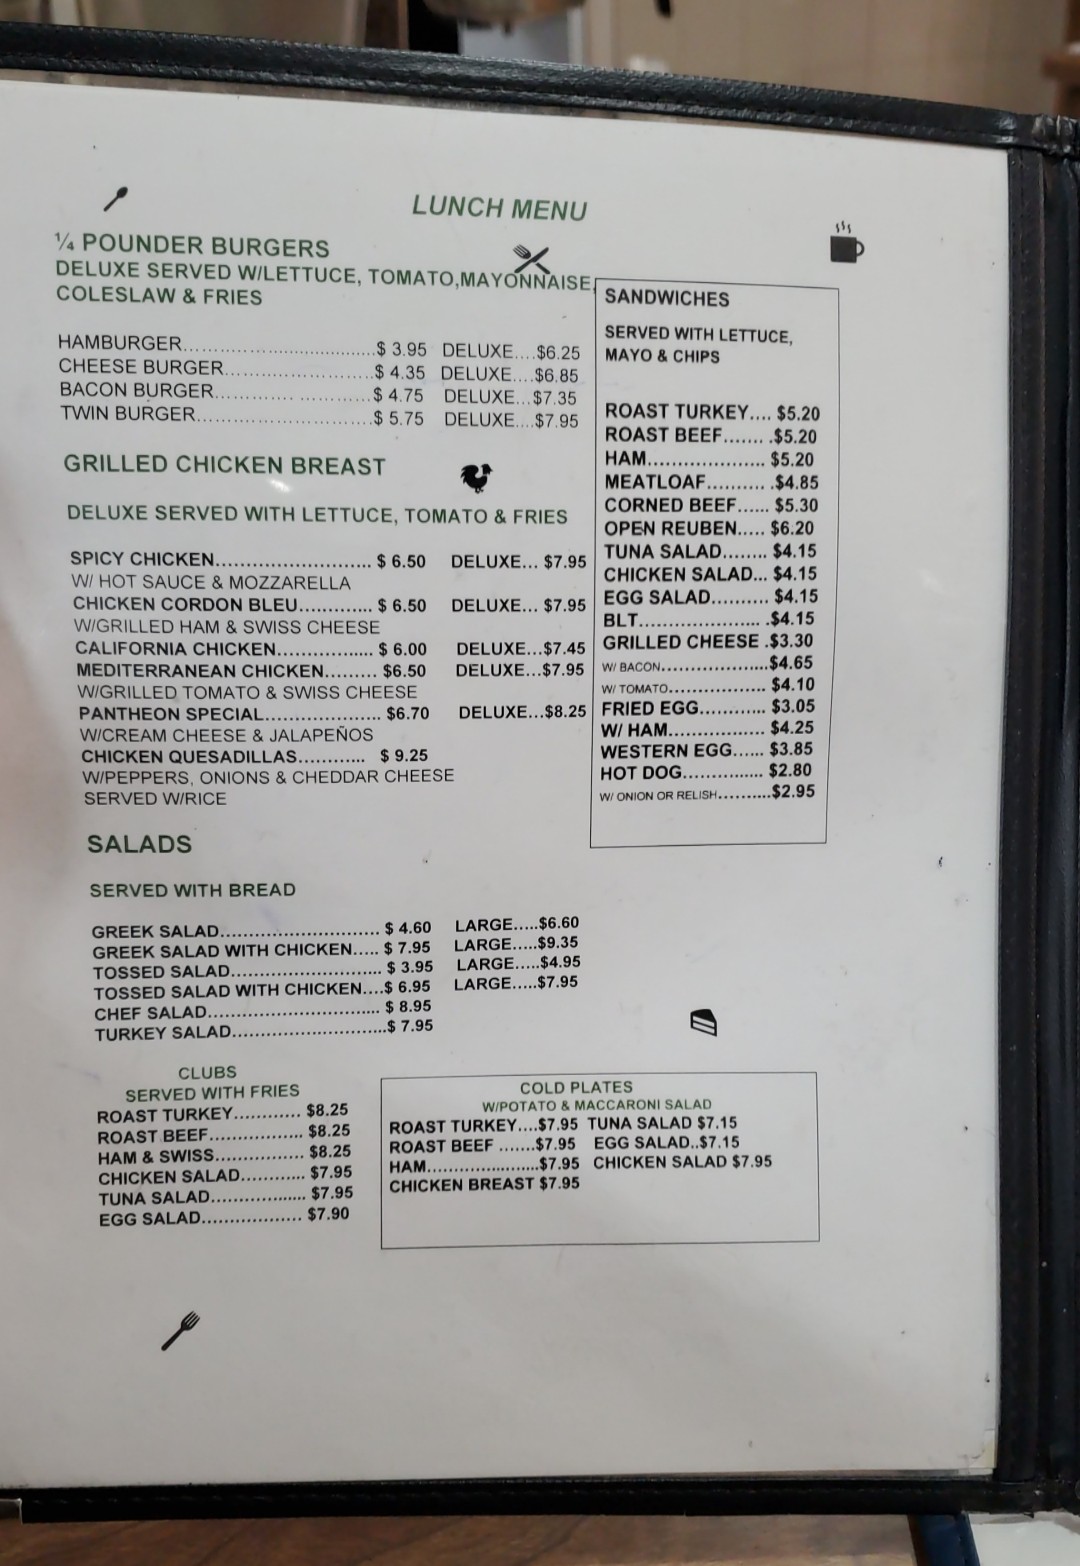 LUNCH MENU
¼ POUNDER BURGERS
DELUXE SERVED W/LETTUCE, TOMATO,MAYONNAISE,
COLESLAW & FRIES
HAMBURGER................................$ 3.95 DELUXE....$6.25
CHEESE BURGER.........................$ 4.35 DELUXE....$6.85
BACON BURGER............. .............$ 4.75 DELUXE...$7.35
TWIN BURGER.............................$ 5.75 DELUXE....$7.95
GRILLED CHICKEN BREAST
DELUXE SERVED WITH LETTUCE, TOMATO & FRIES
SPICY CHICKEN........................... $ 6.50 DELUXE... $7.95
W/ HOT SAUCE & MOZZARELLA
CHICKEN CORDON BLEU............. $ 6.50 DELUXE... $7.95
W/GRILLED HAM & SWISS CHEESE
CALIFORNIA CHICKEN................. $ 6.00 DELUXE...$7.45
MEDITERRANEAN CHICKEN......... $6.50 DELUXE...$7.95
W/GRILLED TOMATO & SWISS CHEESE
PANTHEON SPECIAL.................... $6.70 DELUXE...$8.25
W/CREAM CHEESE & JALAPEÑOS
CHICKEN QUESADILLAS........... $ 9.25
W/PEPPERS, ONIONS & CHEDDAR CHEESE
SERVED W/RICE
SANDWICHES
SERVED WITH LETTUCE,
MAYO & CHIPS
ROAST TURKEY.... $5.20
ROAST BEEF....... .$5.20
HAM.................... $5.20
MEATLOAF.......... .$4.85
CORNED BEEF...... $5.30
OPEN REUBEN..... $6.20
TUNA SALAD........ $4.15
CHICKEN SALAD... $4.15
EGG SALAD.......... $4.15
BLT..................... .$4.15
GRILLED CHEESE .$3.30
W/ BACON...................$4.65
W/ TOMATO................. $4.10
FRIED EGG............ $3.05
W/ HAM................. $4.25
WESTERN EGG...... $3.85
HOT DOG.............. $2.80
W/ ONION OR RELISH..........$2.95
SALADS
SERVED WITH BREAD
GREEK SALAD............................ $ 4.60 LARGE.....$6.60
GREEK SALAD WITH CHICKEN..... $ 7.95 LARGE.....$9.35
TOSSED SALAD.......................... $ 3.95 LARGE.....$4.95
TOSSED SALAD WITH CHICKEN....$ 6.95 LARGE.....$7.95
CHEF SALAD.............................. $ 8.95
TURKEY SALAD...........................$ 7.95
CLUBS
SERVED WITH FRIES
ROAST TURKEY............ $8.25
ROAST BEEF................. $8.25
HAM & SWISS................ $8.25
CHICKEN SALAD............ $7.95
TUNA SALAD.................. $7.95
EGG SALAD................... $7.90
COLD PLATES
W/POTATO & MACCARONI SALAD
ROAST TURKEY....$7.95 TUNA SALAD $7.15
ROAST BEEF .......$7.95 EGG SALAD..$7.15
HAM.......................$7.95 CHICKEN SALAD $7.95
CHICKEN BREAST $7.95